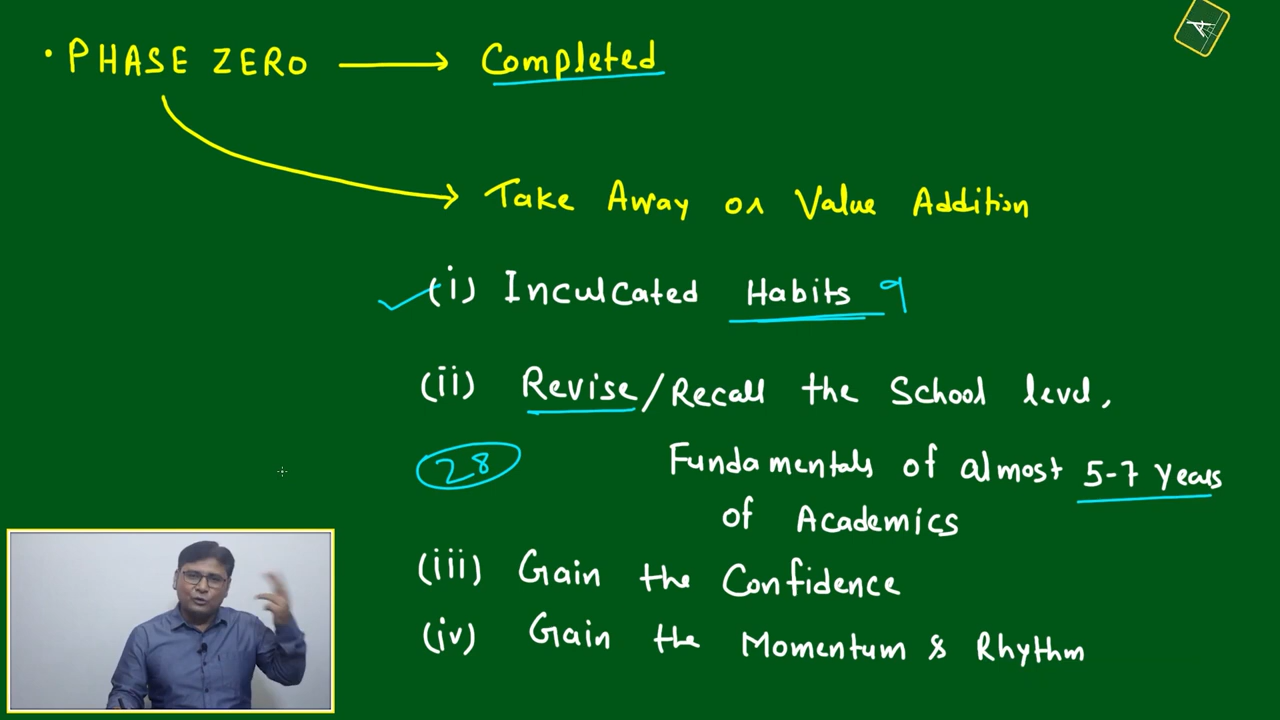 • PHASE ZERO → Completed
→ Take Away or Value Addition
(i) Inculcated Habits 9
(ii) Revise/Recall the School level,
28 Fundamentals of almost 5-7 Years
of Academics
(iii) Gain the Confidence
(iv) Gain the Momentum & Rhythm
A